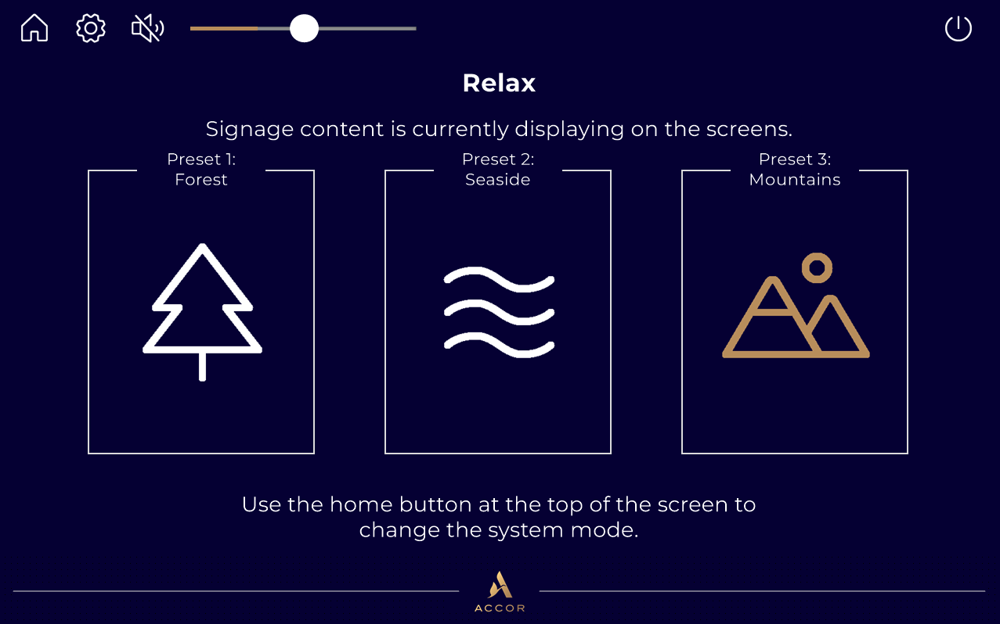 Relax
Signage content is currently displaying on the screens.
Preset 1:
Forest
Preset 2:
Seaside
Preset 3:
Mountains
Use the home button at the top of the screen to
change the system mode.
ACCOR